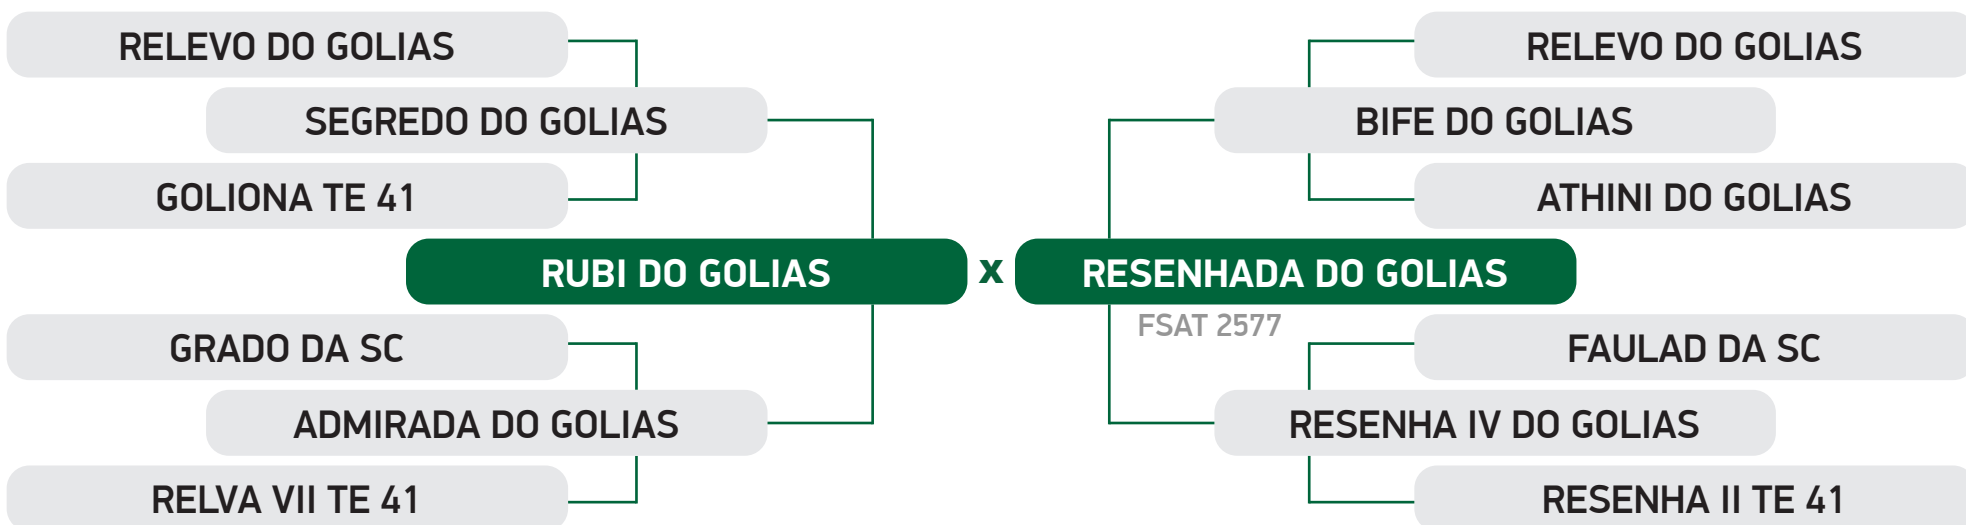 RELEVO DO GOLIAS
RELEVO DO GOLIAS
SEGREDO DO GOLIAS
BIFE DO GOLIAS
GOLIONA TE 41
ATHINI DO GOLIAS
RUBI DO GOLIAS x RESENHADA DO GOLIAS
FSAT 2577
GRADO DA SC
FAULAD DA SC
ADMIRADA DO GOLIAS
RESENHA IV DO GOLIAS
RELVA VII TE 41
RESENHA II TE 41